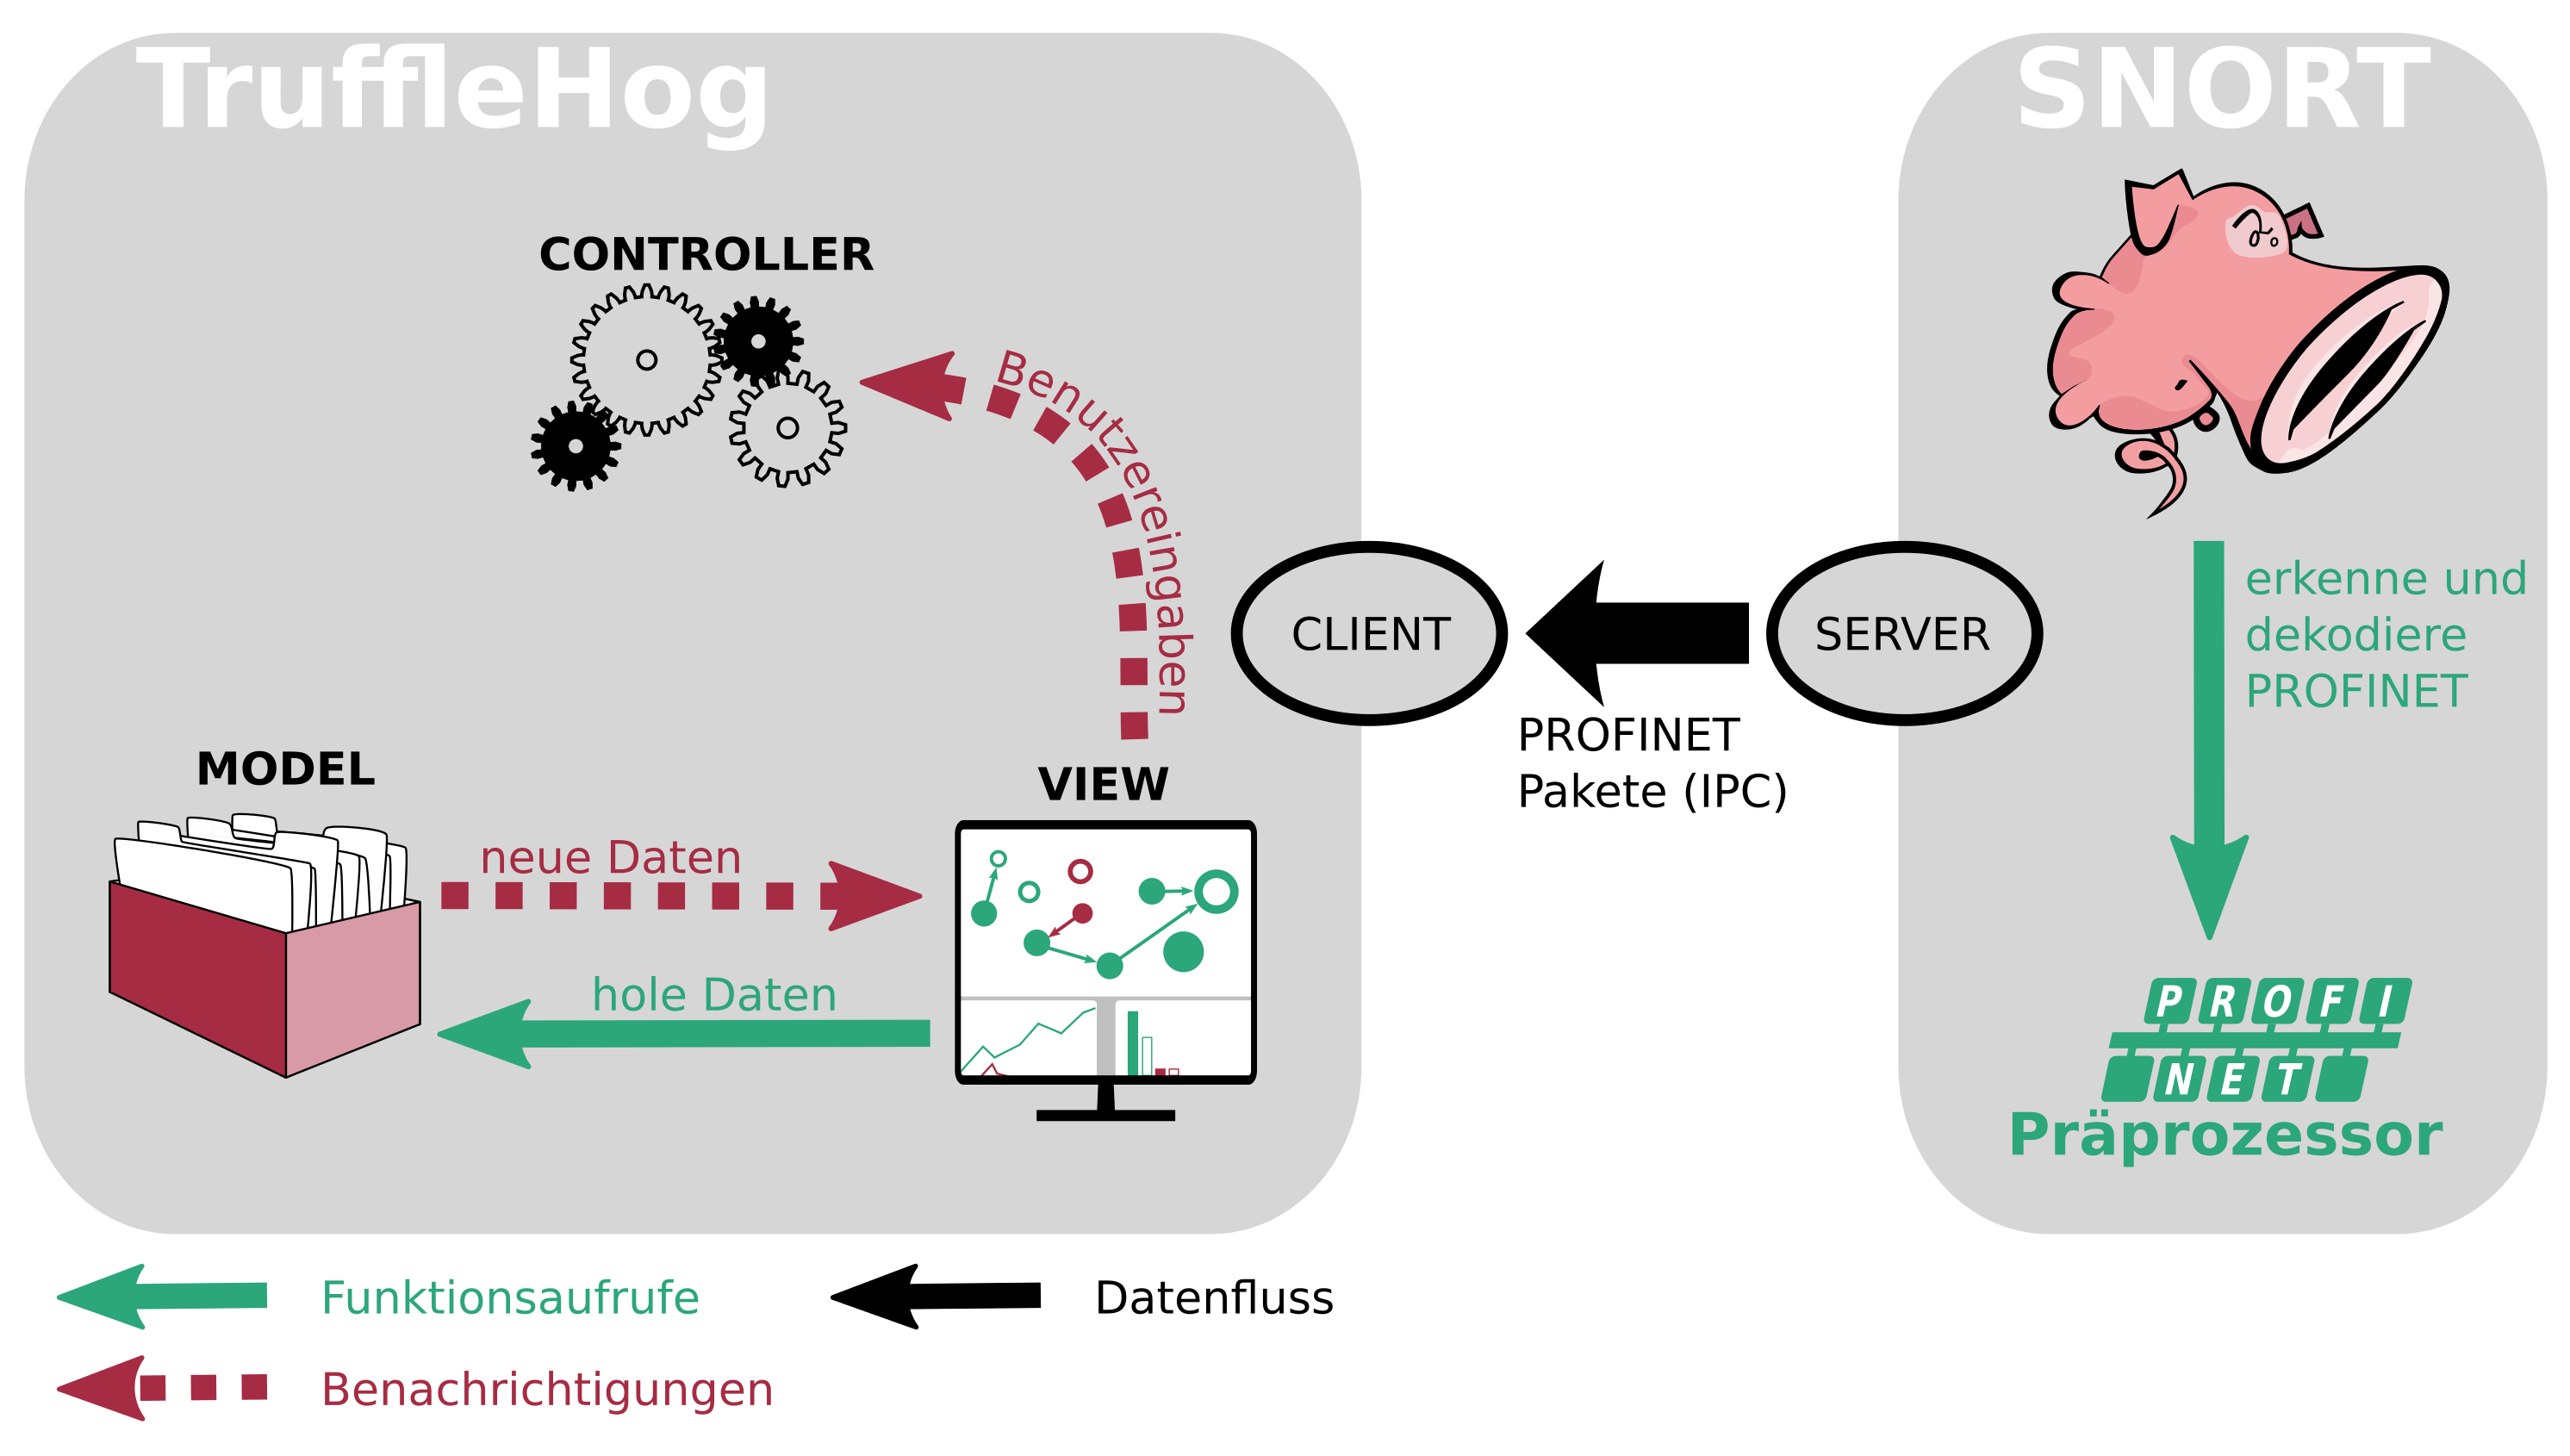 TruffleHog
SNORT
CONTROLLER
Benutzereingaben
CLIENT
SERVER
PROFINET
Pakete (IPC)
erkenne und
dekodiere
PROFINET
MODEL
VIEW
neue Daten
hole Daten
PROFI
NET
Präprozessor
Funktionsaufrufe
Datenfluss
Benachrichtigungen